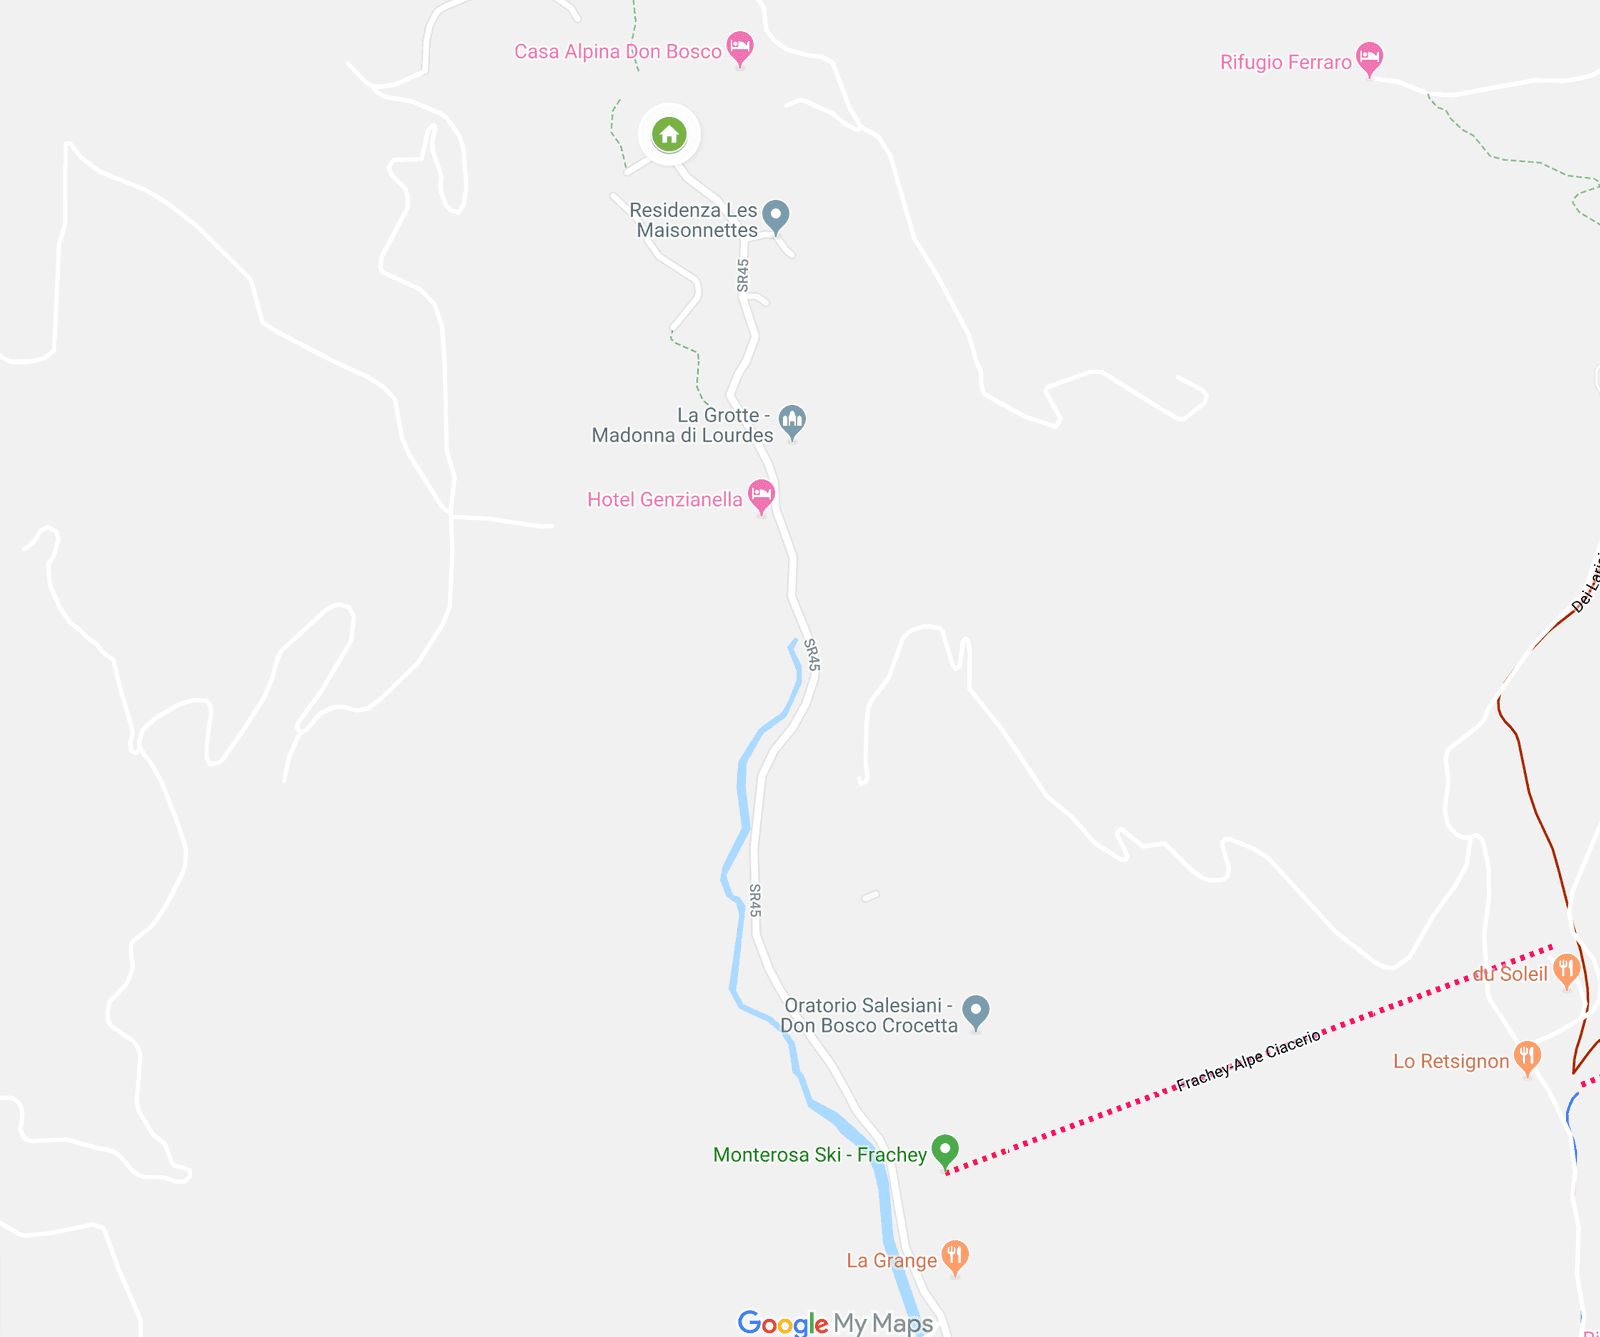 Casa Alpina Don Bosco
Rifugio Ferraro
Residenza Les
Maisonnettes
SR45
La Grotte -
Madonna di Lourdes
Hotel Genzianella
SR45
SR45
du Soleil
Oratorio Salesiani -
Don Bosco Crocetta
Frachey-Alpe Ciacerio
Lo Retsignon
Monterosa Ski - Frachey
La Grange
Google My Maps